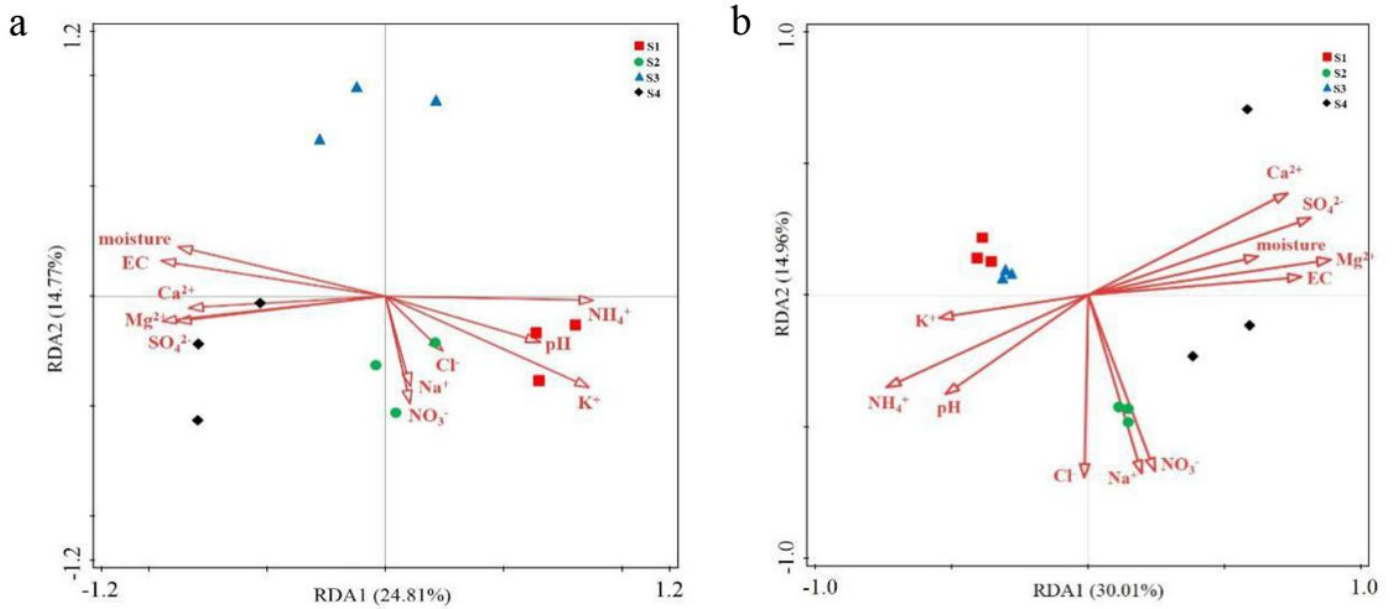 a
1.2
S1
S2
S3
S4
moisture
EC
Ca²⁺
Mg²⁺
SO₄²⁻
NH₄⁺
pH
Cl⁻
Na⁺
K⁺
NO₃⁻
RDA2 (14.77%)
-1.2
-1.2
RDA1 (24.81%)
1.2
b
1.0
S1
S2
S3
S4
Ca²⁺
SO₄²⁻
moisture
Mg²⁺
EC
K⁺
NH₄⁺
pH
Cl⁻
Na⁺
NO₃⁻
RDA2 (14.96%)
-1.0
-1.0
RDA1 (30.01%)
1.0